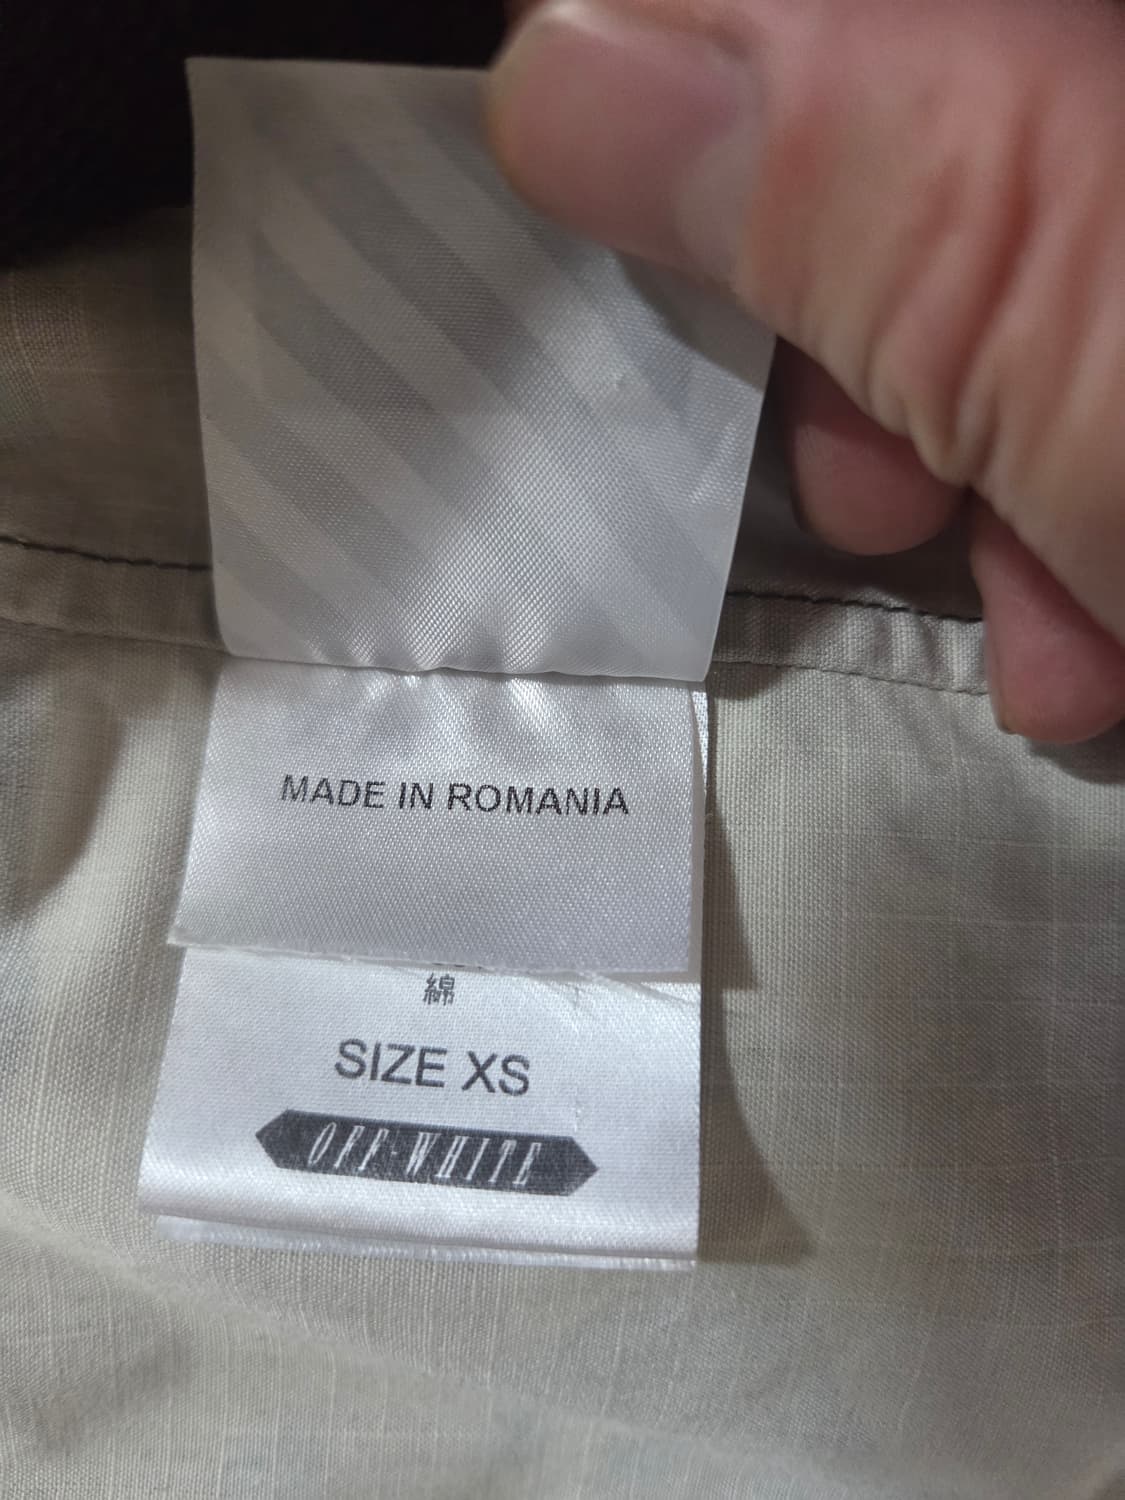 MADE IN ROMANIA
綿
SIZE XS
OFF-WHITE